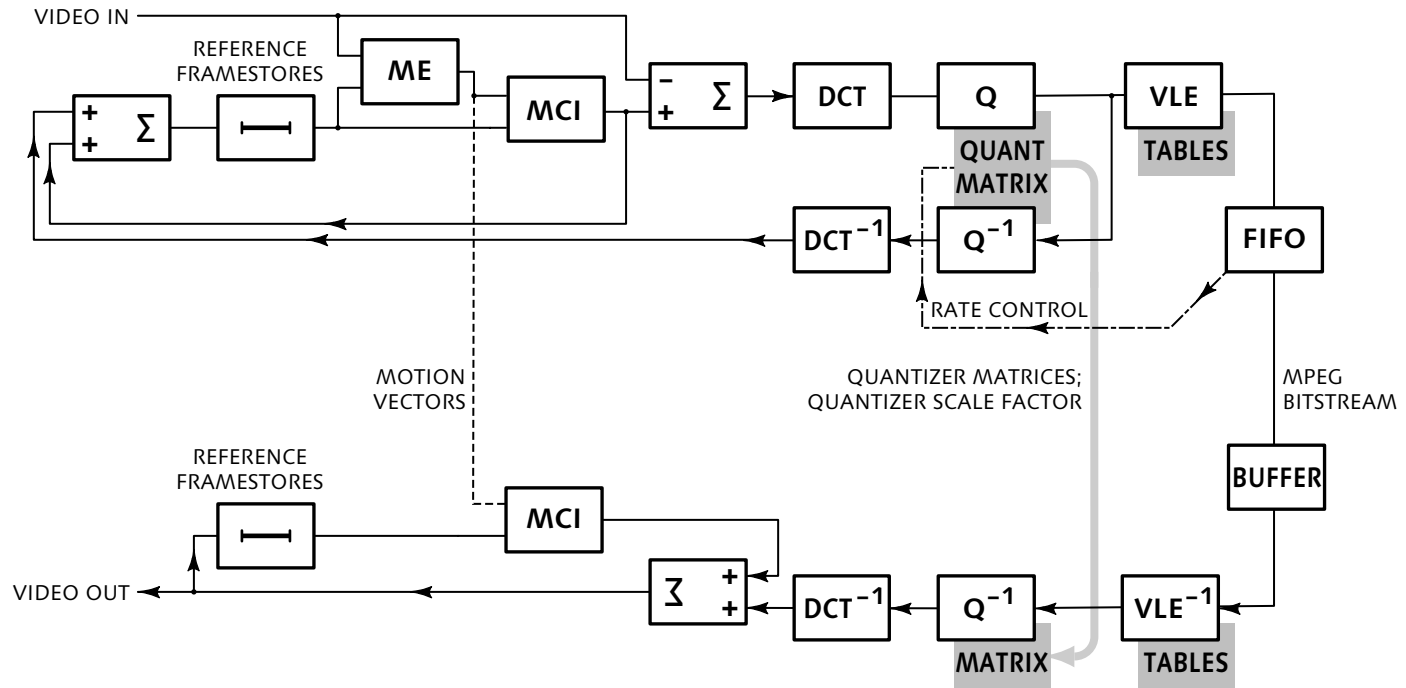 VIDEO IN
REFERENCE
FRAMESTORES
ME
MCI
−
+
Σ
DCT
Q
VLE
+
+
Σ
QUANT
MATRIX
TABLES
DCT⁻¹
Q⁻¹
FIFO
RATE CONTROL
MOTION
VECTORS
QUANTIZER MATRICES;
QUANTIZER SCALE FACTOR
MPEG
BITSTREAM
REFERENCE
FRAMESTORES
BUFFER
MCI
VIDEO OUT
Σ
+
+
DCT⁻¹
Q⁻¹
VLE⁻¹
MATRIX
TABLES